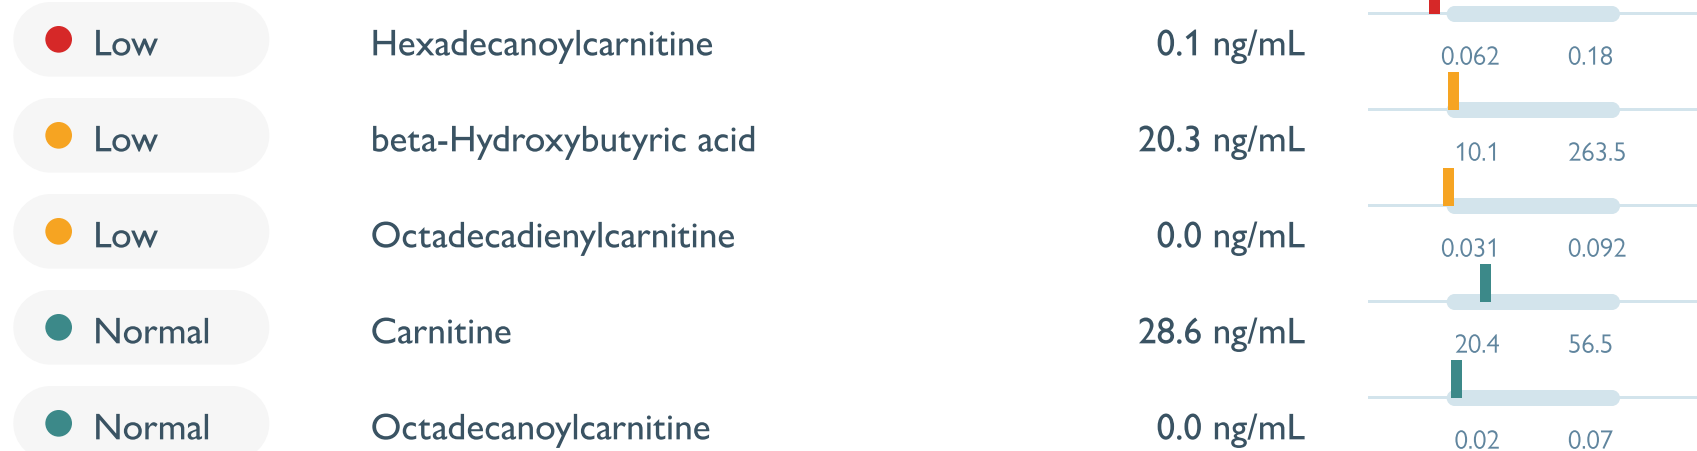 Low Hexadecanoylcarnitine 0.1 ng/mL
0.062 0.18
Low beta-Hydroxybutyric acid 20.3 ng/mL
10.1 263.5
Low Octadecadienylcarnitine 0.0 ng/mL
0.031 0.092
Normal Carnitine 28.6 ng/mL
20.4 56.5
Normal Octadecanoylcarnitine 0.0 ng/mL
0.02 0.07